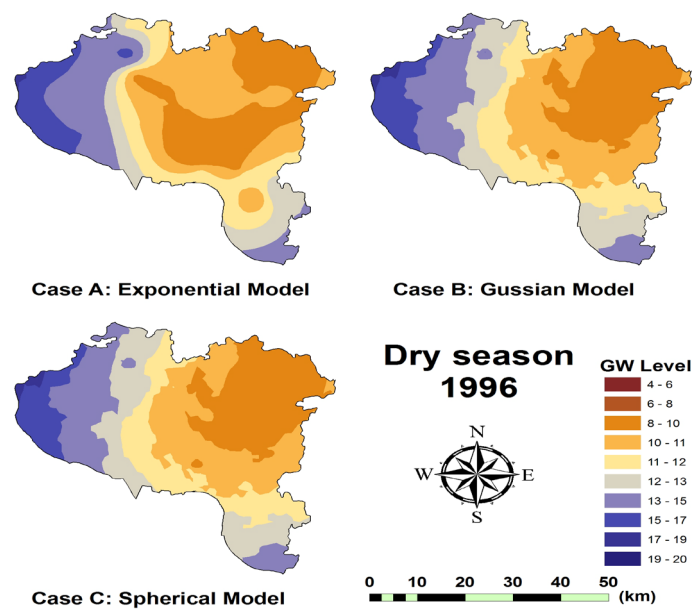 Case A: Exponential Model
Case B: Gussian Model
Dry season
1996
GW Level
4 - 6
6 - 8
8 - 10
10 - 11
11 - 12
12 - 13
13 - 15
15 - 17
17 - 19
19 - 20
N
W E
S
Case C: Spherical Model
0 10 20 30 40 50 (km)